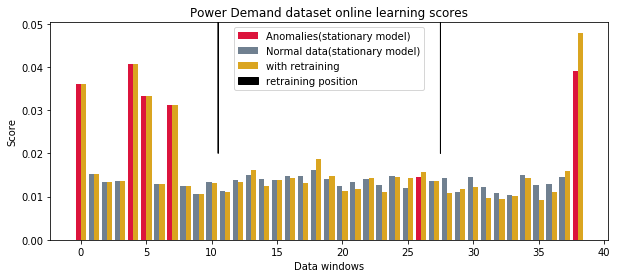 Power Demand dataset online learning scores
Anomalies(stationary model)
Normal data(stationary model)
with retraining
retraining position
Score
0.05
0.04
0.03
0.02
0.01
0.00
0 5 10 15 20 25 30 35 40
Data windows